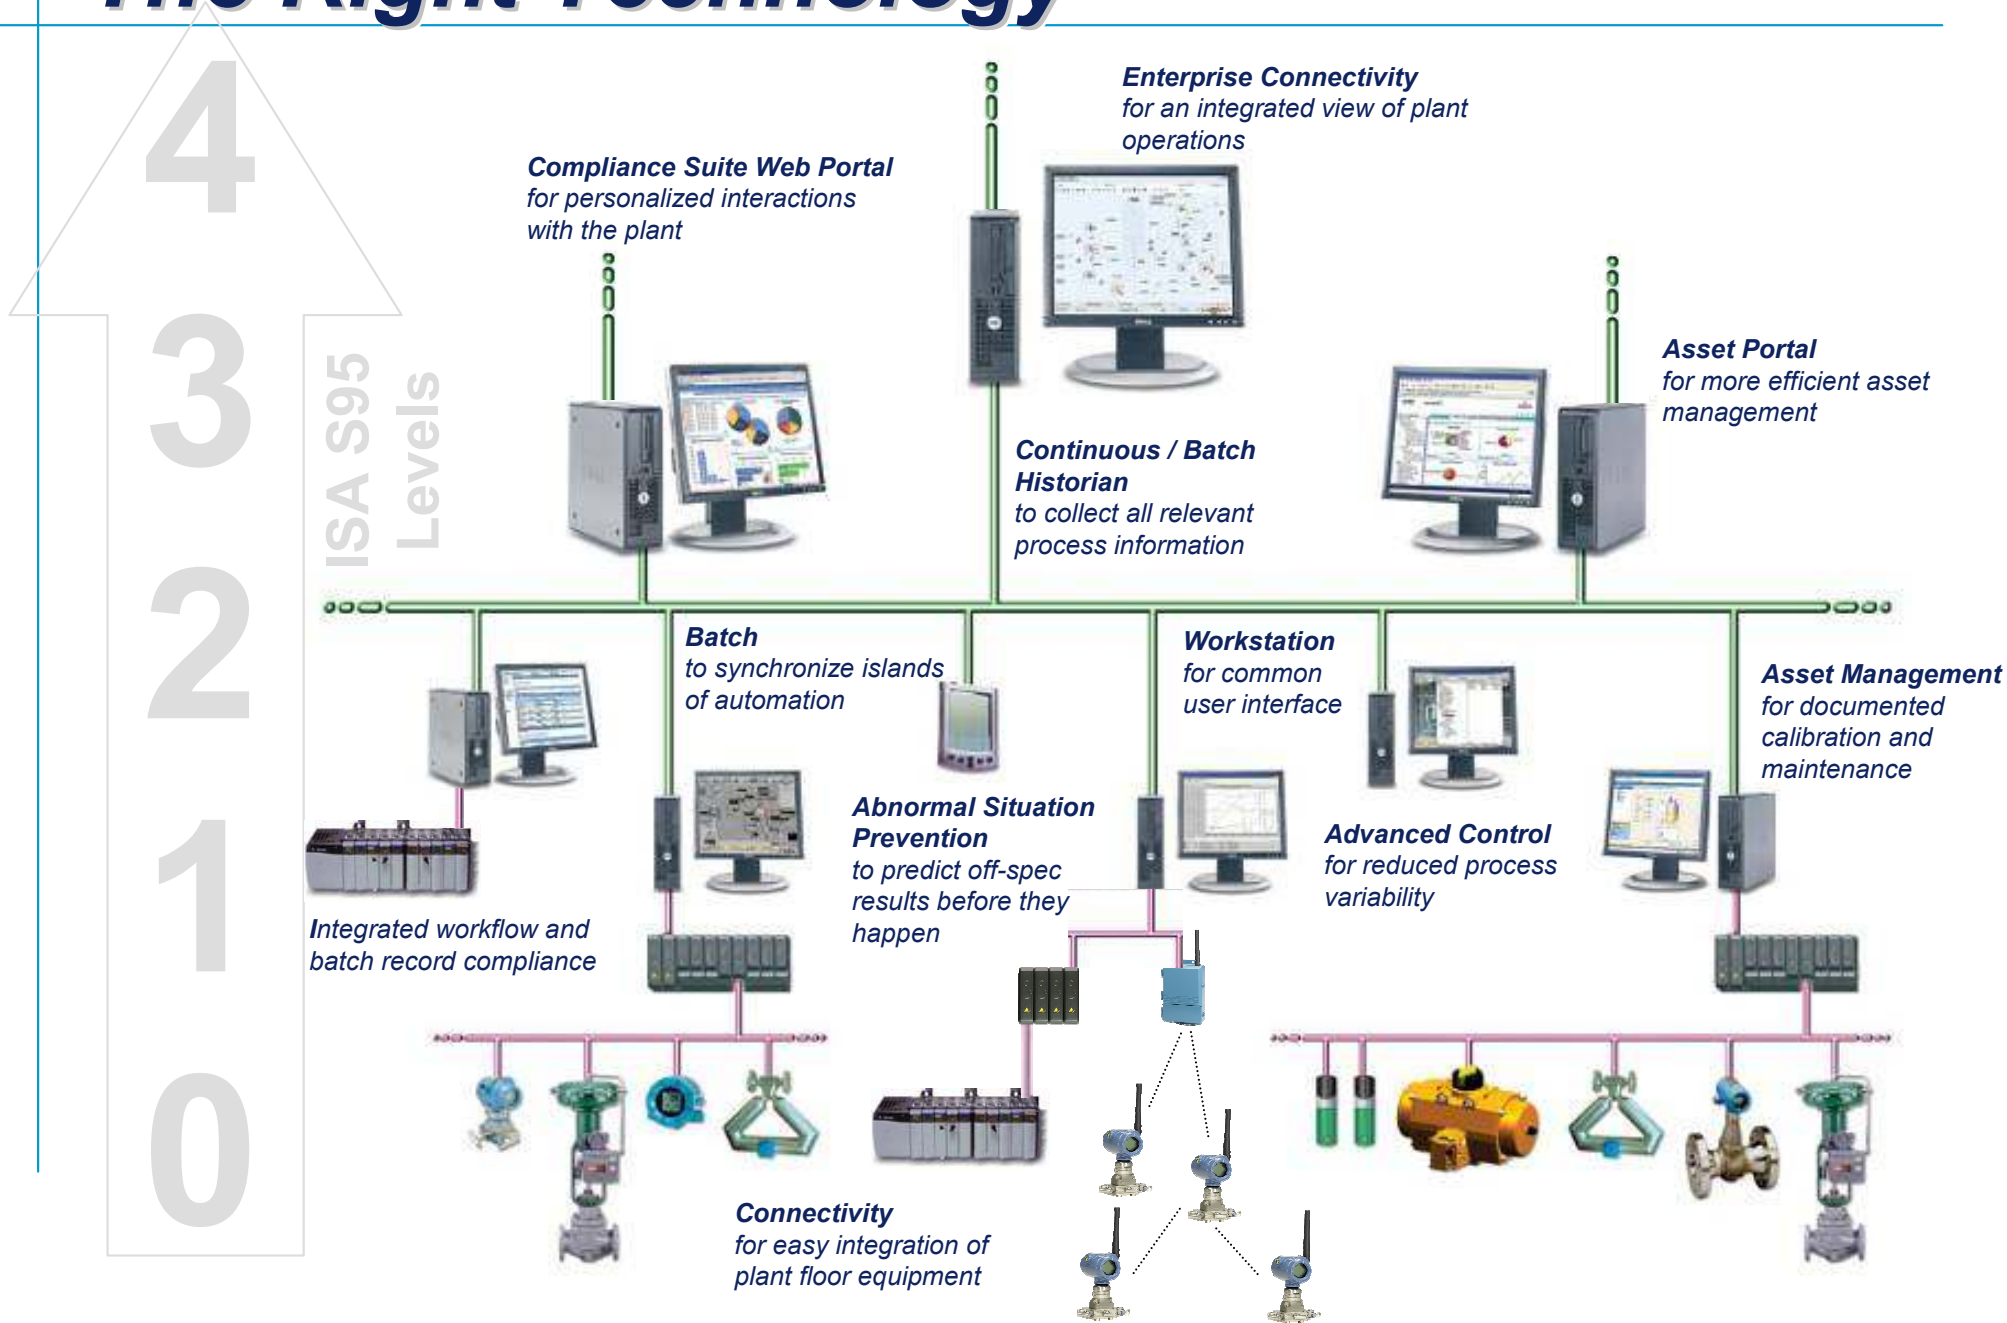 The Right Technology
4
3
2
1
0
ISA S95
Levels
Enterprise Connectivity
for an integrated view of plant
operations
Compliance Suite Web Portal
for personalized interactions
with the plant
Asset Portal
for more efficient asset
management
Continuous / Batch
Historian
to collect all relevant
process information
Batch
to synchronize islands
of automation
Workstation
for common
user interface
Asset Management
for documented
calibration and
maintenance
Abnormal Situation
Prevention
to predict off-spec
results before they
happen
Advanced Control
for reduced process
variability
Integrated workflow and
batch record compliance
Connectivity
for easy integration of
plant floor equipment